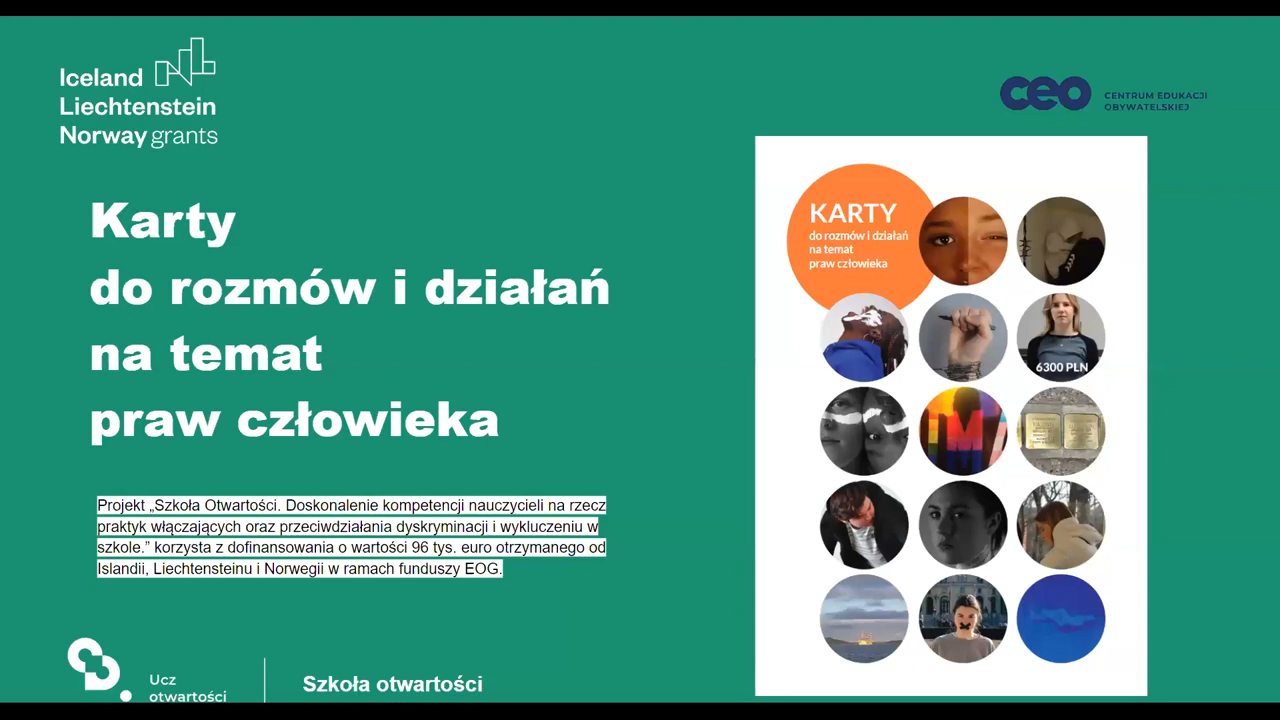 Iceland
Liechtenstein
Norway grants
ceo
CENTRUM EDUKACJI
OBYWATELSKIEJ
Karty
do rozmów i działań
na temat
praw człowieka
Projekt „Szkoła Otwartości. Doskonalenie kompetencji nauczycieli na rzecz
praktyk włączających oraz przeciwdziałania dyskryminacji i wykluczeniu w
szkole.” korzysta z dofinansowania o wartości 96 tys. euro otrzymanego od
Islandii, Liechtensteinu i Norwegii w ramach funduszy EOG.
Ucz
otwartości
Szkoła otwartości
KARTY
do rozmów i działań
na temat
praw człowieka
6300 PLN